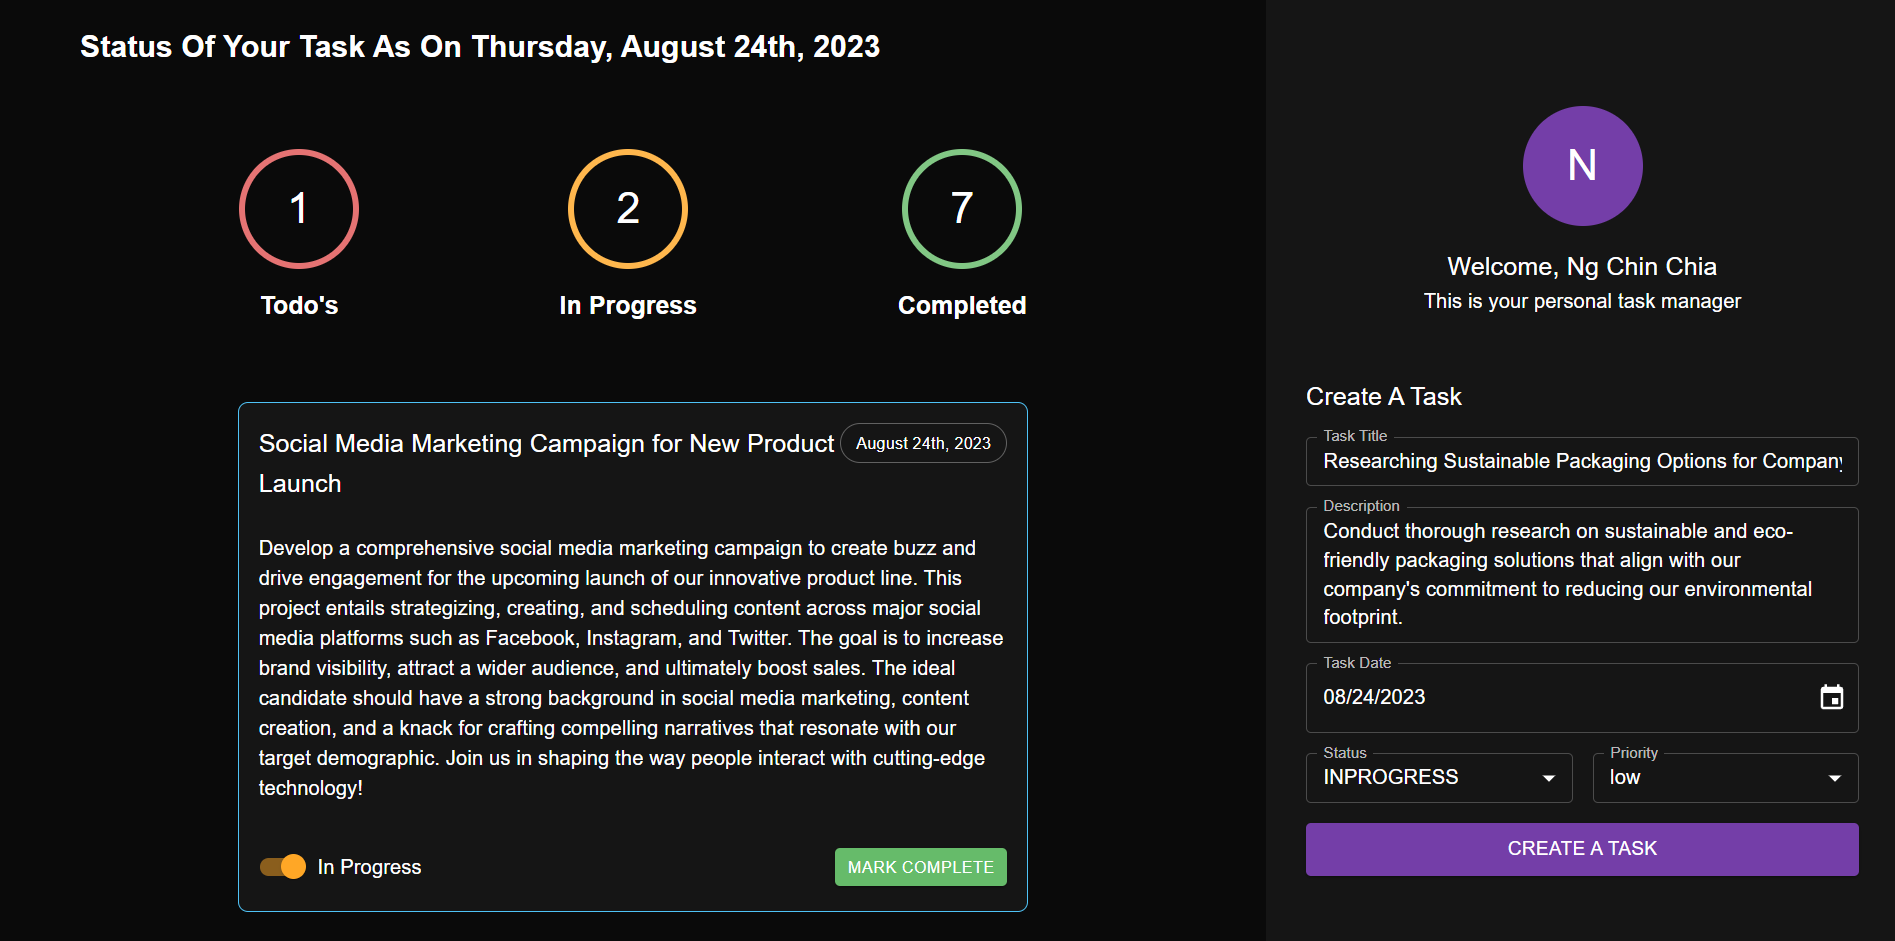 Status Of Your Task As On Thursday, August 24th, 2023
1
2
7
Todo's
In Progress
Completed
Social Media Marketing Campaign for New Product
Launch
August 24th, 2023
Develop a comprehensive social media marketing campaign to create buzz and
drive engagement for the upcoming launch of our innovative product line. This
project entails strategizing, creating, and scheduling content across major social
media platforms such as Facebook, Instagram, and Twitter. The goal is to increase
brand visibility, attract a wider audience, and ultimately boost sales. The ideal
candidate should have a strong background in social media marketing, content
creation, and a knack for crafting compelling narratives that resonate with our
target demographic. Join us in shaping the way people interact with cutting-edge
technology!
In Progress
MARK COMPLETE
N
Welcome, Ng Chin Chia
This is your personal task manager
Create A Task
Task Title
Researching Sustainable Packaging Options for Company
Description
Conduct thorough research on sustainable and eco-
friendly packaging solutions that align with our
company's commitment to reducing our environmental
footprint.
Task Date
08/24/2023
Status
INPROGRESS
Priority
low
CREATE A TASK